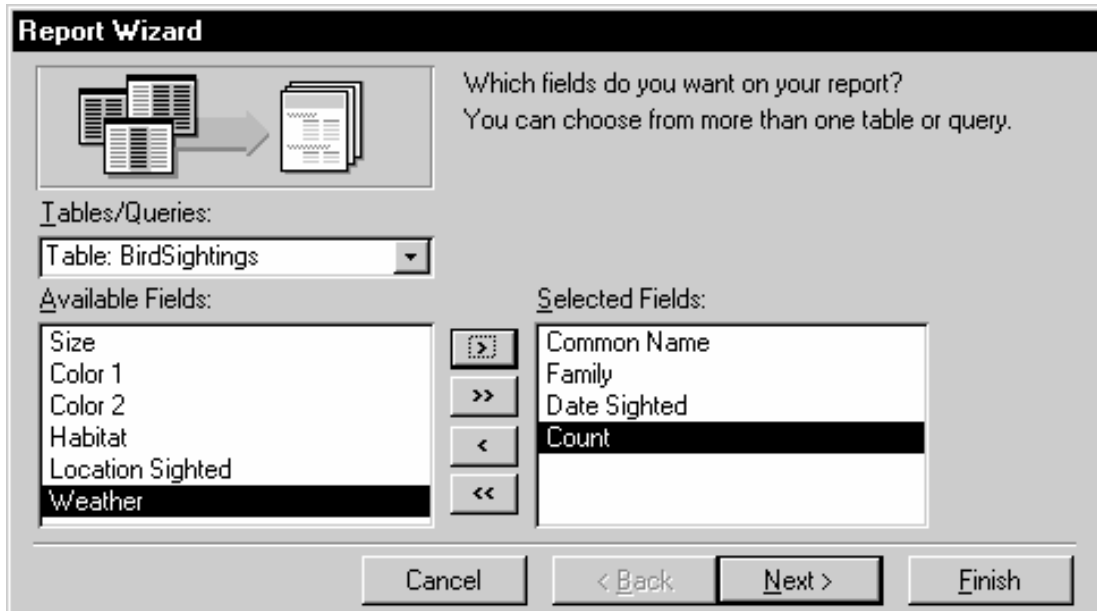 Report Wizard
Which fields do you want on your report?
You can choose from more than one table or query.
Tables/Queries:
Table: BirdSightings
Available Fields:
Size
Color 1
Color 2
Habitat
Location Sighted
Weather
>
>>
<
<<
Selected Fields:
Common Name
Family
Date Sighted
Count
Cancel
< Back
Next >
Finish